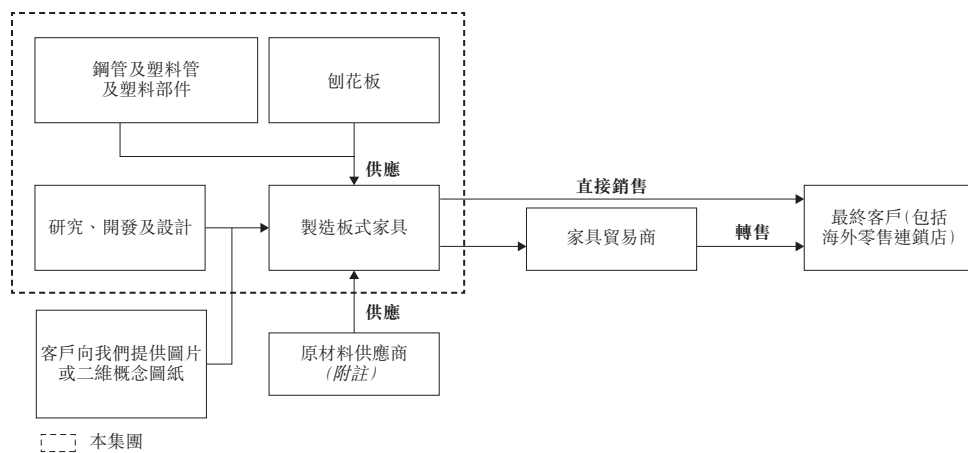 鋼管及塑料管
及塑料部件
刨花板
供應
直接銷售
研究、開發及設計
製造板式家具
家具貿易商
轉售
最終客戶(包括
海外零售連鎖店)
供應
客戶向我們提供圖片
或二維概念圖紙
原材料供應商
(附註)
本集團